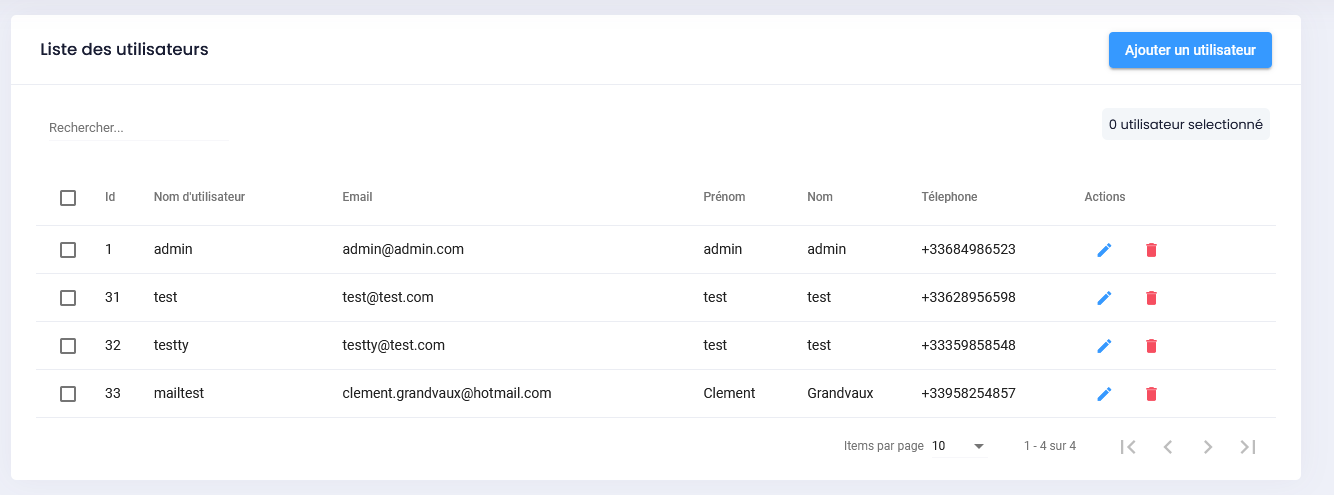 Liste des utilisateurs
Ajouter un utilisateur
Rechercher...
0 utilisateur selectionné
Id Nom d'utilisateur Email Prénom Nom Télephone Actions
1 admin admin@admin.com admin admin +33684986523
31 test test@test.com test test +33628956598
32 testty testty@test.com test test +33359858548
33 mailtest clement.grandvaux@hotmail.com Clement Grandvaux +33958254857
Items par page 10 1 - 4 sur 4